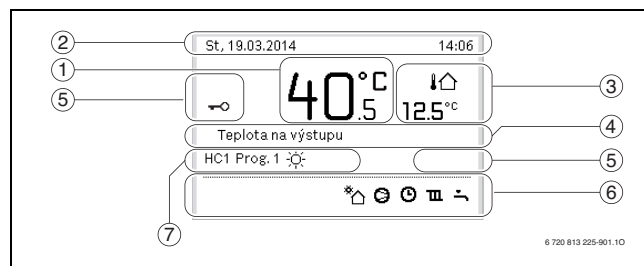 2 St, 19.03.2014 14:06
1 40.5 °C
5
12.5°C 3
Teplota na výstupu 4
HC1 Prog. 1 5
7
6
6 720 813 225-901.1O